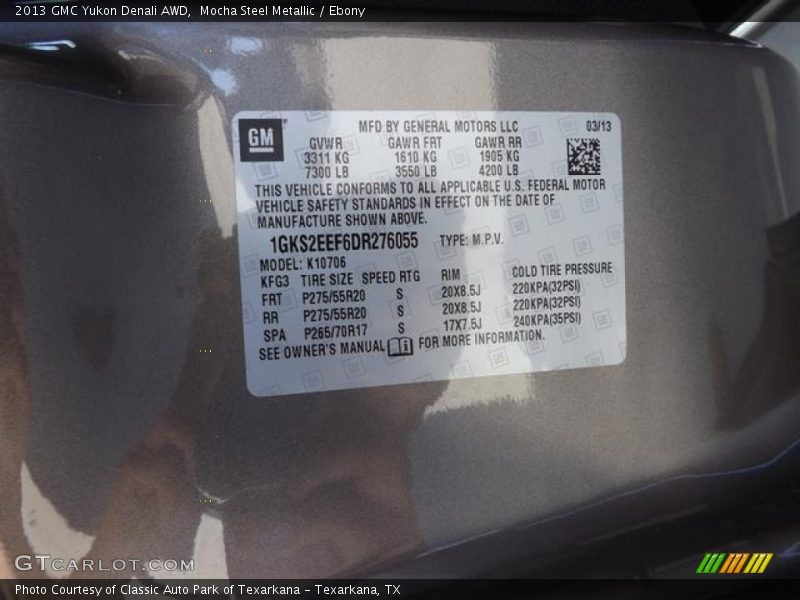 2013 GMC Yukon Denali AWD,  Mocha Steel Metallic / Ebony
GM
MFD BY GENERAL MOTORS LLC 03/13
GVWR GAWR FRT GAWR RR
3311 KG 1610 KG 1905 KG
7300 LB 3550 LB 4200 LB
THIS VEHICLE CONFORMS TO ALL APPLICABLE U.S. FEDERAL MOTOR
VEHICLE SAFETY STANDARDS IN EFFECT ON THE DATE OF
MANUFACTURE SHOWN ABOVE.
1GKS2EEF6DR276055 TYPE: M.P.V.
MODEL: K10706
KFG3 TIRE SIZE SPEED RTG RIM COLD TIRE PRESSURE
FRT P275/55R20 S 20X8.5J 220KPA(32PSI)
RR P275/55R20 S 20X8.5J 220KPA(32PSI)
SPA P265/70R17 S 17X7.5J 240KPA(35PSI)
SEE OWNER'S MANUAL FOR MORE INFORMATION.
GTCARLOT.COM
Photo Courtesy of Classic Auto Park of Texarkana - Texarkana, TX